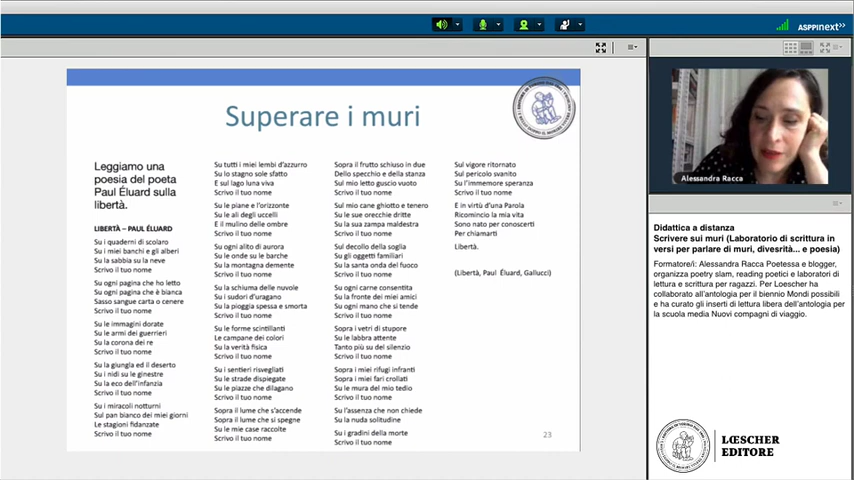 ASPPInext>>
Superare i muri
Leggiamo una
poesia del poeta
Paul Éluard sulla
libertà.
LIBERTÀ – PAUL ÉLUARD
Su i quaderni di scolaro
Su i miei banchi e gli alberi
Su la sabbia su la neve
Scrivo il tuo nome
Su ogni pagina che ho letto
Su ogni pagina che è bianca
Sasso sangue carta o cenere
Scrivo il tuo nome
Su le immagini dorate
Su le armi dei guerrieri
Su la corona dei re
Scrivo il tuo nome
Su la giungla ed il deserto
Su i nidi su le ginestre
Su la eco dell'infanzia
Scrivo il tuo nome
Su i miracoli notturni
Sul pan bianco dei miei giorni
Le stagioni fidanzate
Scrivo il tuo nome
Su tutti i miei lembi d'azzurro
Su lo stagno sole sfatto
E sul lago luna viva
Scrivo il tuo nome
Su le piane e l'orizzonte
Su le ali degli uccelli
E il mulino delle ombre
Scrivo il tuo nome
Su ogni alito di aurora
Su le onde su le barche
Su la montagna demente
Scrivo il tuo nome
Su la schiuma delle nuvole
Su i sudori d'uragano
Su la pioggia spessa e smorta
Scrivo il tuo nome
Su le forme scintillanti
Le campane dei colori
Su la verità fisica
Scrivo il tuo nome
Su i sentieri risvegliati
Su le strade dispiegate
Su le piazze che dilagano
Scrivo il tuo nome
Sopra il lume che s'accende
Sopra il lume che si spegne
Su le mie case raccolte
Scrivo il tuo nome
Sopra il frutto schiuso in due
Dello specchio e della stanza
Sul mio letto guscio vuoto
Scrivo il tuo nome
Sul mio cane ghiotto e tenero
Su le sue orecchie dritte
Su la sua zampa maldestra
Scrivo il tuo nome
Sul decollo della soglia
Su gli oggetti familiari
Su la santa onda del fuoco
Scrivo il tuo nome
Su ogni carne consentita
Su la fronte dei miei amici
Su ogni mano che si tende
Scrivo il tuo nome
Sopra i vetri di stupore
Su le labbra attente
Tanto più su del silenzio
Scrivo il tuo nome
Sopra i miei rifugi infranti
Sopra i miei fari crollati
Su le mura del mio tedio
Scrivo il tuo nome
Su l'assenza che non chiede
Su la nuda solitudine
Su i gradini della morte
Scrivo il tuo nome
Sul vigore ritornato
Sul pericolo svanito
Su l'immemore speranza
Scrivo il tuo nome
E in virtù d'una Parola
Ricomincio la mia vita
Sono nato per conoscerti
Per chiamarti
Libertà.
(Libertà, Paul Éluard, Gallucci)
23
Alessandra Racca
Didattica a distanza
Scrivere sui muri (Laboratorio di scrittura in
versi per parlare di muri, divesrità... e poesia)
Formatore/i: Alessandra Racca Poetessa e blogger,
organizza poetry slam, reading poetici e laboratori di
lettura e scrittura per ragazzi. Per Loescher ha
collaborato all'antologia per il biennio Mondi possibili
e ha curato gli inserti di lettura libera dell'antologia per
la scuola media Nuovi compagni di viaggio.
LŒSCHER
EDITORE